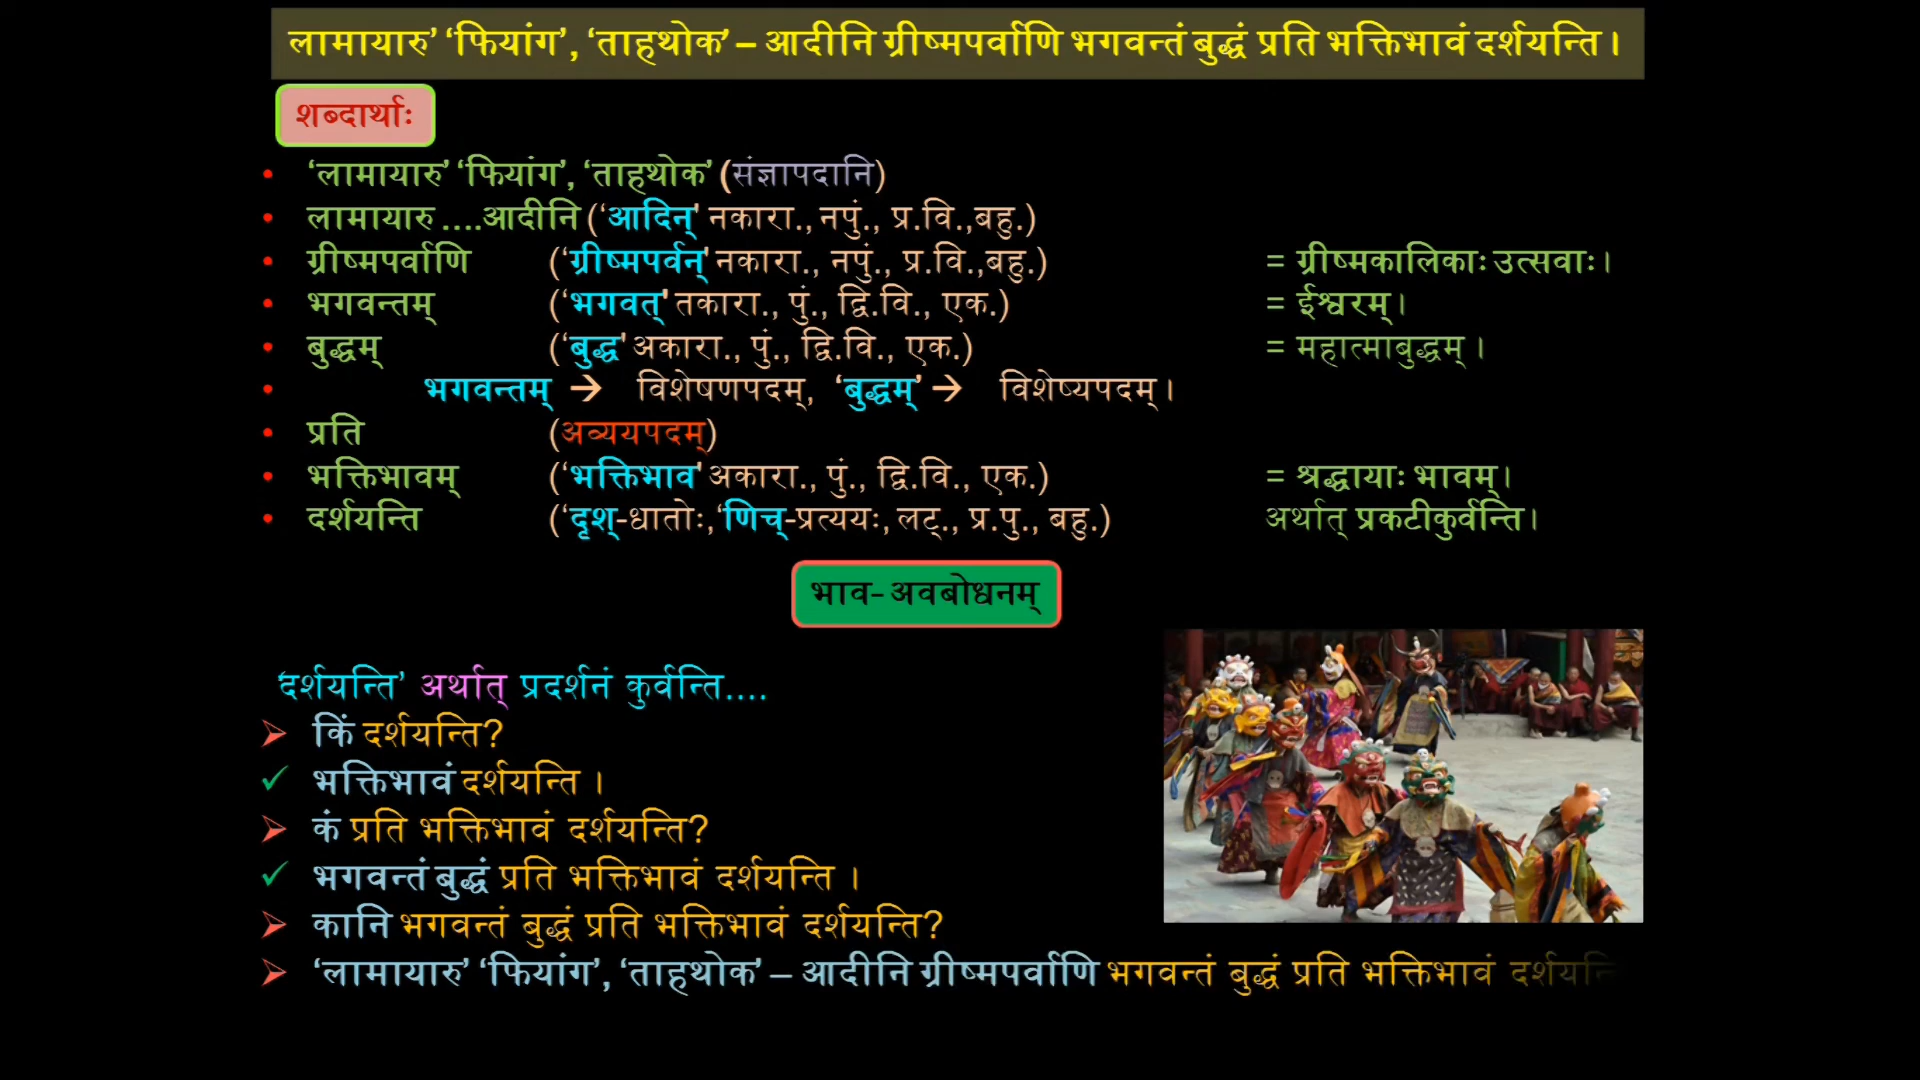 लामायारु’ ‘फियांग’, ‘ताहथोक’ – आदीनि ग्रीष्मपर्वाणि भगवन्तं बुद्धं प्रति भक्तिभावं दर्शयन्ति।
शब्दार्थाः
• ‘लामायारु’ ‘फियांग’, ‘ताहथोक’ (संज्ञापदानि)
• लामायारु ....आदीनि (‘आदिन्' नकारा., नपुं., प्र.वि.,बहु.)
• ग्रीष्मपर्वाणि (‘ग्रीष्मपर्वन्' नकारा., नपुं., प्र.वि.,बहु.) = ग्रीष्मकालिकाः उत्सवाः।
• भगवन्तम् (‘भगवत्' तकारा., पुं., द्वि.वि., एक.) = ईश्वरम्।
• बुद्धम् (‘बुद्ध' अकारा., पुं., द्वि.वि., एक.) = महात्माबुद्धम् ।
• भगवन्तम् → विशेषणपदम्, ‘बुद्धम्’ → विशेष्यपदम्।
• प्रति (अव्ययपदम्)
• भक्तिभावम् (‘भक्तिभाव' अकारा., पुं., द्वि.वि., एक.) = श्रद्धायाः भावम्।
• दर्शयन्ति (‘दृश्-धातोः,‘णिच्-प्रत्ययः, लट्., प्र.पु., बहु.) अर्थात् प्रकटीकुर्वन्ति।
भाव- अवबोधनम्
‘दर्शयन्ति’ अर्थात् प्रदर्शनं कुर्वन्ति....
➢ किं दर्शयन्ति?
✓ भक्तिभावं दर्शयन्ति ।
➢ कं प्रति भक्तिभावं दर्शयन्ति?
✓ भगवन्तं बुद्धं प्रति भक्तिभावं दर्शयन्ति ।
➢ कानि भगवन्तं बुद्धं प्रति भक्तिभावं दर्शयन्ति?
➢ ‘लामायारु’ ‘फियांग’, ‘ताहथोक’ – आदीनि ग्रीष्मपर्वाणि भगवन्तं बुद्धं प्रति भक्तिभावं दर्शयन्ति